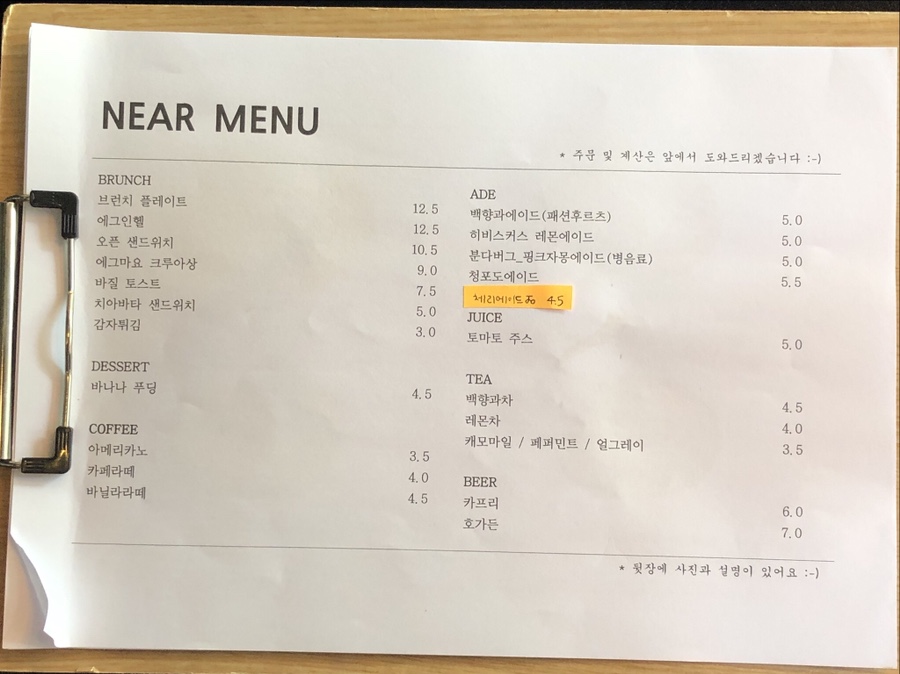 NEAR MENU
* 주문 및 계산은 앞에서 도와드리겠습니다 :-)
BRUNCH
브런치 플레이트 12.5
에그인헬 12.5
오픈 샌드위치 10.5
에그마요 크루아상 9.0
바질 토스트 7.5
치아바타 샌드위치 5.0
감자튀김 3.0
DESSERT
바나나 푸딩 4.5
COFFEE
아메리카노 3.5
카페라떼 4.0
바닐라라떼 4.5
ADE
백향과에이드(패션후르츠) 5.0
히비스커스 레몬에이드 5.0
분다버그_핑크자몽에이드(병음료) 5.0
청포도에이드 5.5
체리에이드 4.5
JUICE
토마토 주스 5.0
TEA
백향과차 4.5
레몬차 4.0
캐모마일 / 페퍼민트 / 얼그레이 3.5
BEER
카프리 6.0
호가든 7.0
* 뒷장에 사진과 설명이 있어요 :-)